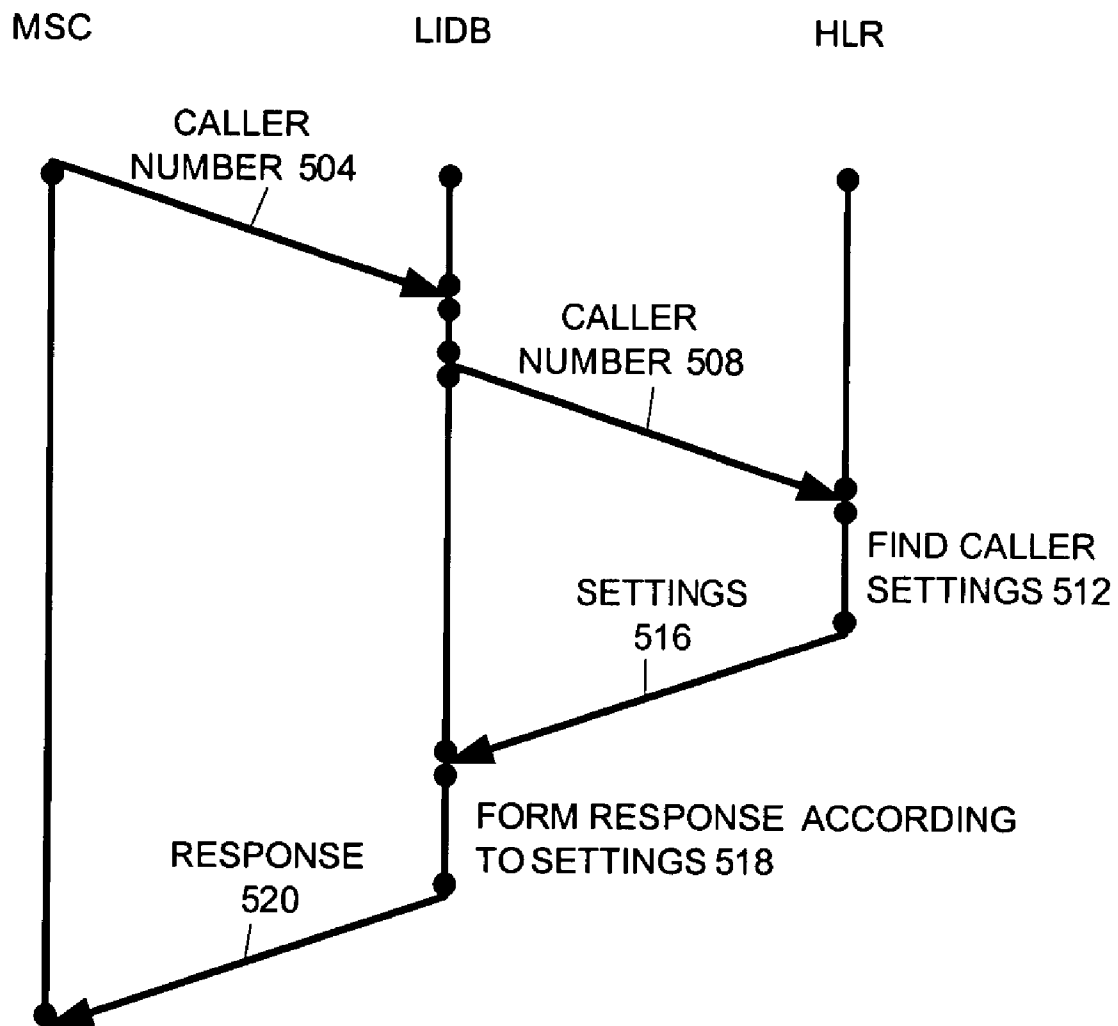 MSC
LIDB
HLR
CALLER
NUMBER 504
CALLER
NUMBER 508
FIND CALLER
SETTINGS 512
SETTINGS
516
FORM RESPONSE ACCORDING
TO SETTINGS 518
RESPONSE
520